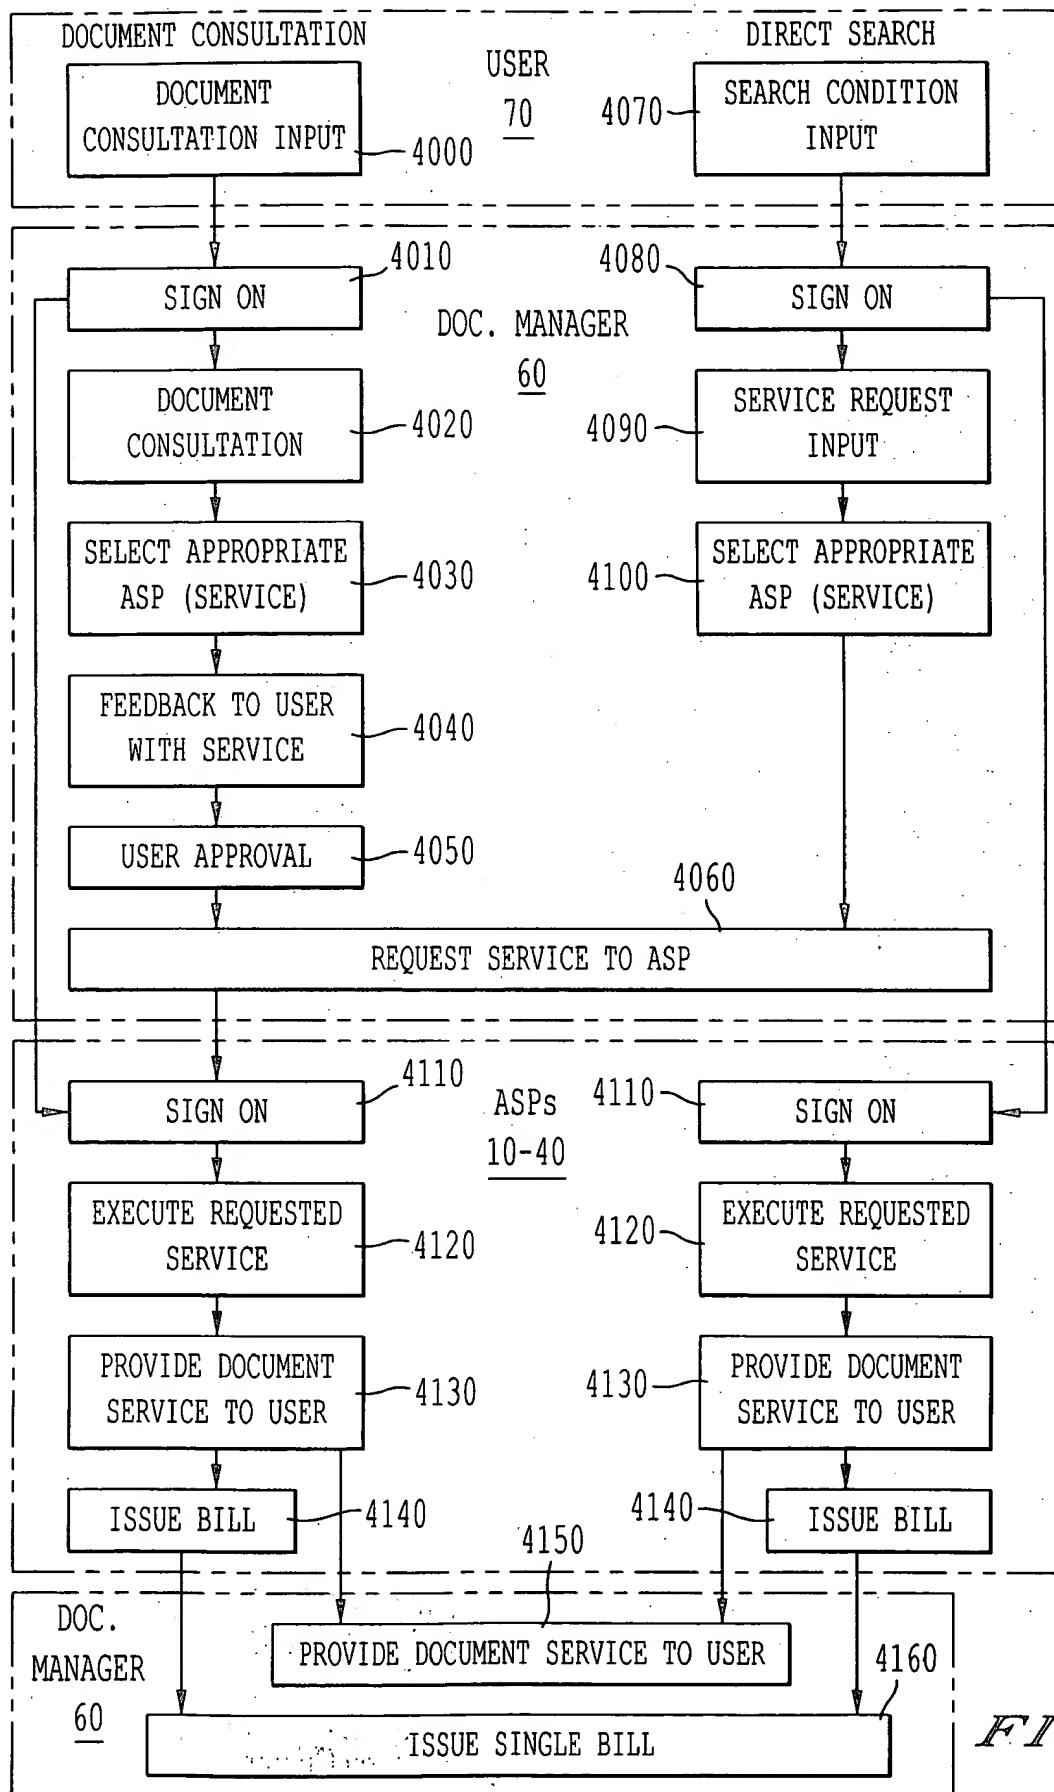 DOCUMENT CONSULTATION
USER
70
DIRECT SEARCH
DOCUMENT
CONSULTATION INPUT
4000
4070
SEARCH CONDITION
INPUT
4010
SIGN ON
4080
SIGN ON
DOC. MANAGER
60
DOCUMENT
CONSULTATION
4020
4090
SERVICE REQUEST
INPUT
SELECT APPROPRIATE
ASP (SERVICE)
4030
4100
SELECT APPROPRIATE
ASP (SERVICE)
FEEDBACK TO USER
WITH SERVICE
4040
USER APPROVAL
4050
4060
REQUEST SERVICE TO ASP
4110
SIGN ON
ASPs
10-40
4110
SIGN ON
EXECUTE REQUESTED
SERVICE
4120
4120
EXECUTE REQUESTED
SERVICE
PROVIDE DOCUMENT
SERVICE TO USER
4130
4130
PROVIDE DOCUMENT
SERVICE TO USER
ISSUE BILL
4140
4140
ISSUE BILL
4150
DOC.
MANAGER
60
PROVIDE DOCUMENT SERVICE TO USER
4160
ISSUE SINGLE BILL